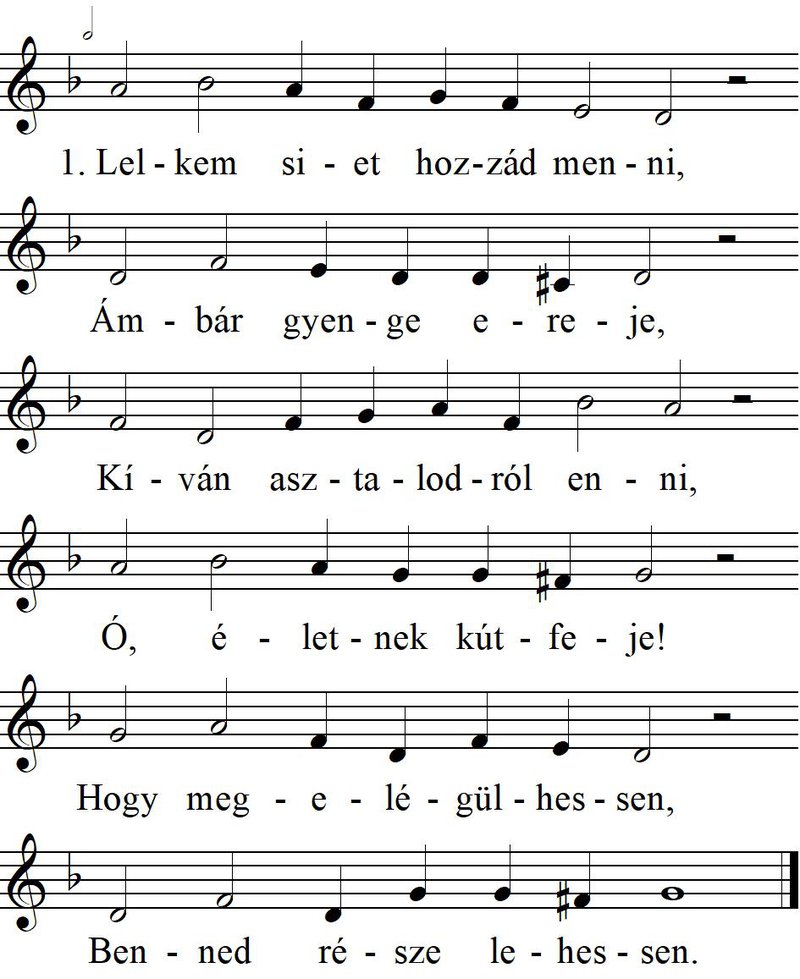 1. Lel - kem si - et hoz - zád men - ni,
Ám - bár gyen - ge e - re - je,
Kí - ván asz - ta - lod - ról en - ni,
Ó, é - let - nek kút - fe - je!
Hogy meg - e - lé - gül - hes - sen,
Ben - ned ré - sze le - hes - sen.